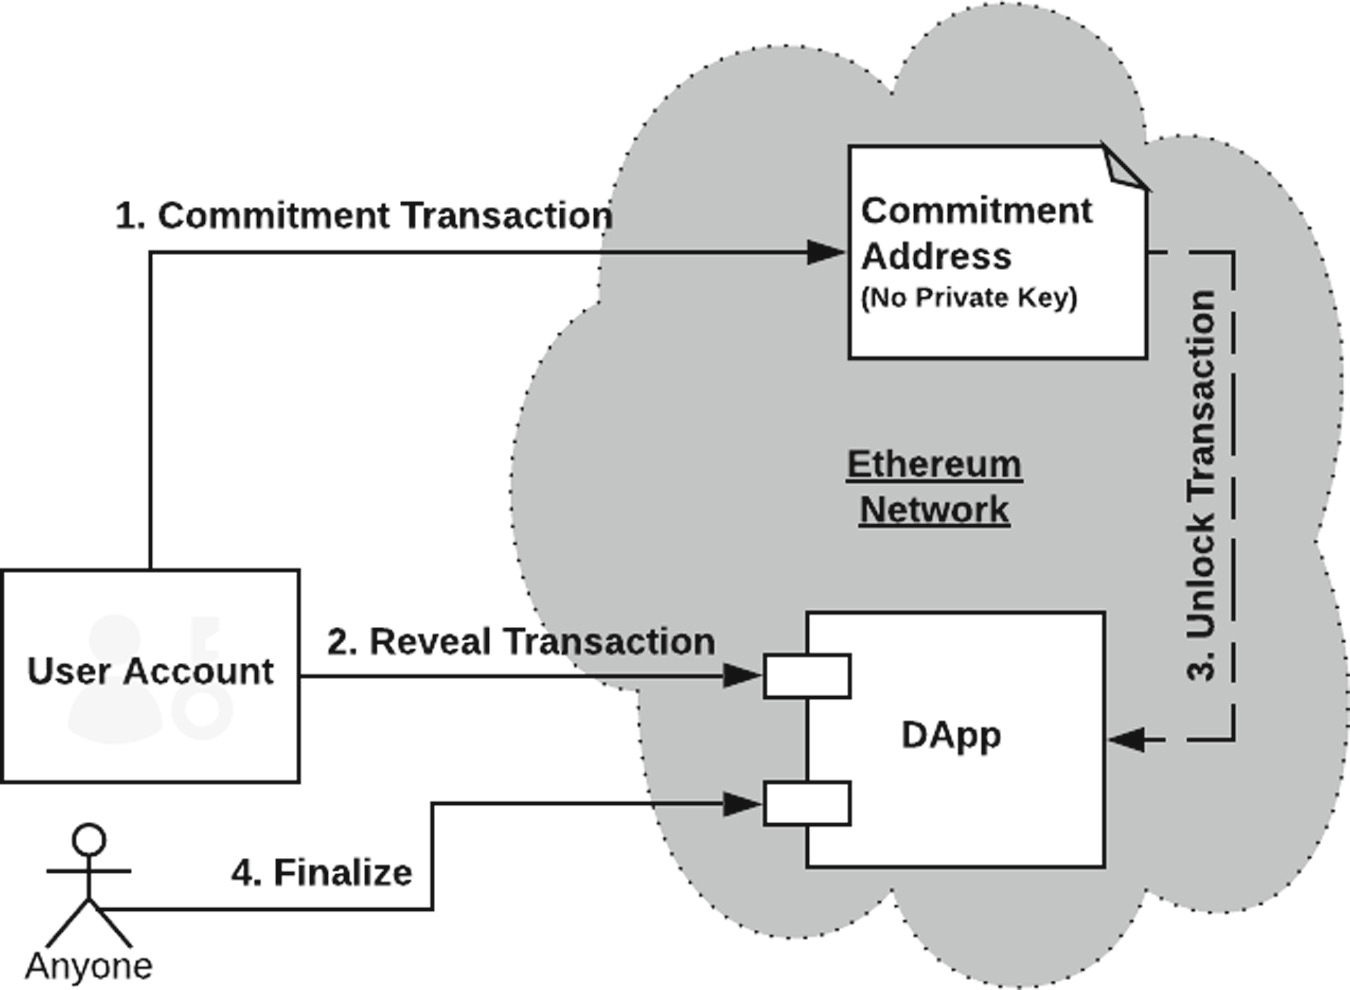 1. Commitment Transaction
Commitment
Address
(No Private Key)
3. Unlock Transaction
Ethereum
Network
2. Reveal Transaction
User Account
DApp
4. Finalize
Anyone